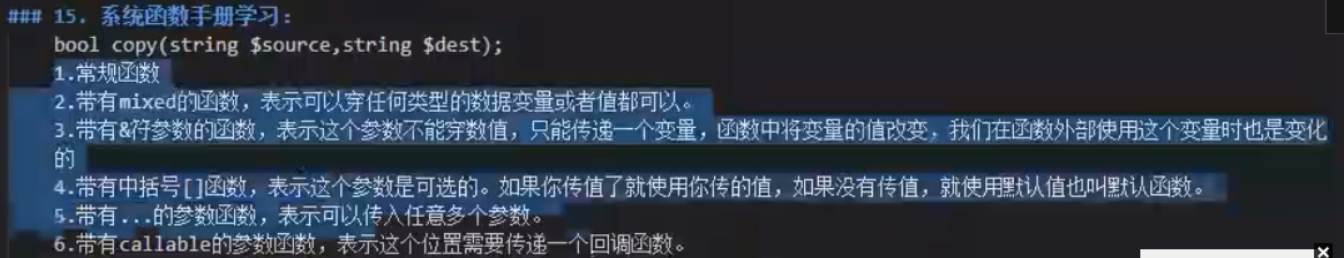 ### 15. 系统函数手册学习:
bool copy(string $source,string $dest);
1.常规函数
2.带有mixed的函数，表示可以穿任何类型的数据变量或者值都可以。
3.带有&符参数的函数，表示这个参数不能穿数值，只能传递一个变量，函数中将变量的值改变，我们在函数外部使用这个变量时也是变化
的
4.带有中括号[]函数，表示这个参数是可选的。如果你传值了就使用你传的值，如果没有传值，就使用默认值也叫默认函数。
5.带有...的参数函数，表示可以传入任意多个参数。
6.带有callable的参数函数，表示这个位置需要传递一个回调函数。